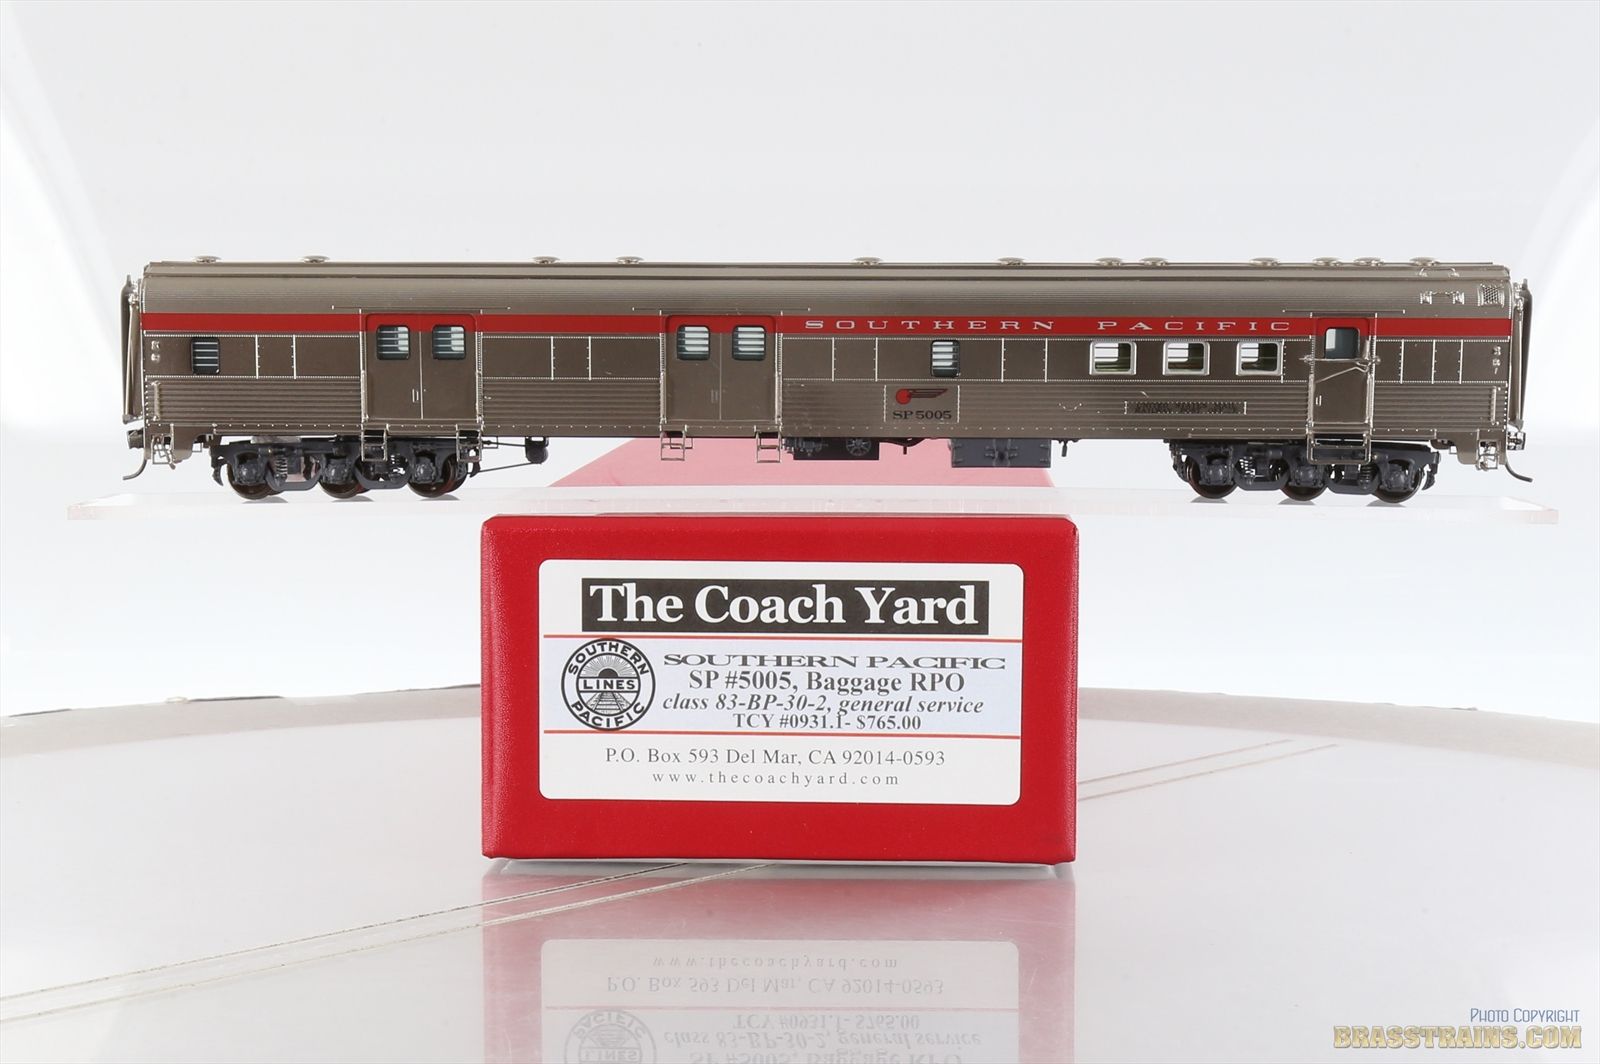 SOUTHERN PACIFIC
SP 5005
The Coach Yard
SOUTHERN
LINES
PACIFIC
SOUTHERN PACIFIC
SP #5005, Baggage RPO
class 83-BP-30-2, general service
TCY #0931.1- $765.00
P.O. Box 593 Del Mar, CA 92014-0593
www.thecoachyard.com
PHOTO COPYRIGHT
BRASSTRAINS.COM